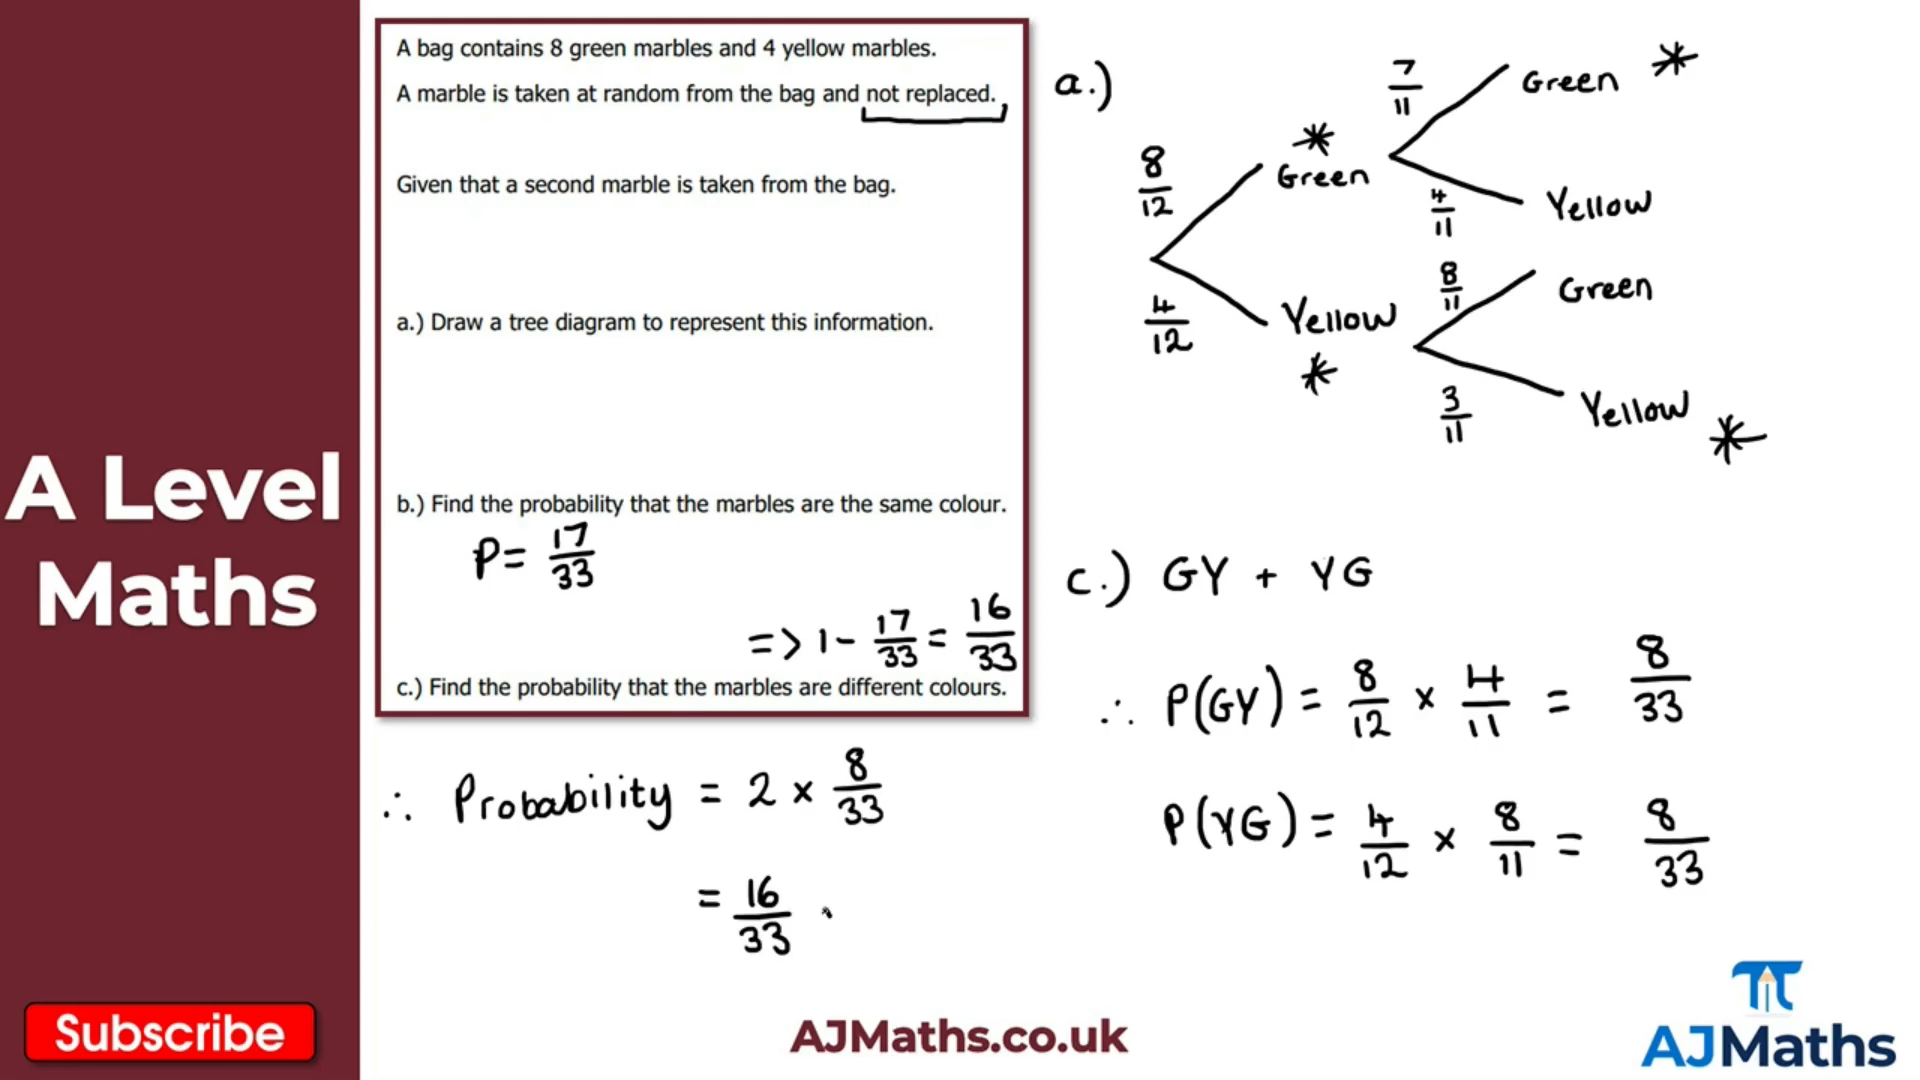 A Level
Maths
Subscribe
A bag contains 8 green marbles and 4 yellow marbles.
A marble is taken at random from the bag and not replaced.
Given that a second marble is taken from the bag.
a.) Draw a tree diagram to represent this information.
b.) Find the probability that the marbles are the same colour.
P = 17/33
=> 1 - 17/33 = 16/33
c.) Find the probability that the marbles are different colours.
∴ Probability = 2 × 8/33
= 16/33
a.)
8/12 Green *
4/12 Yellow *
7/11 Green *
4/11 Yellow
8/11 Green
3/11 Yellow *
c.) GY + YG
∴ P(GY) = 8/12 × 4/11 = 8/33
P(YG) = 4/12 × 8/11 = 8/33
AJMaths.co.uk
AJMaths